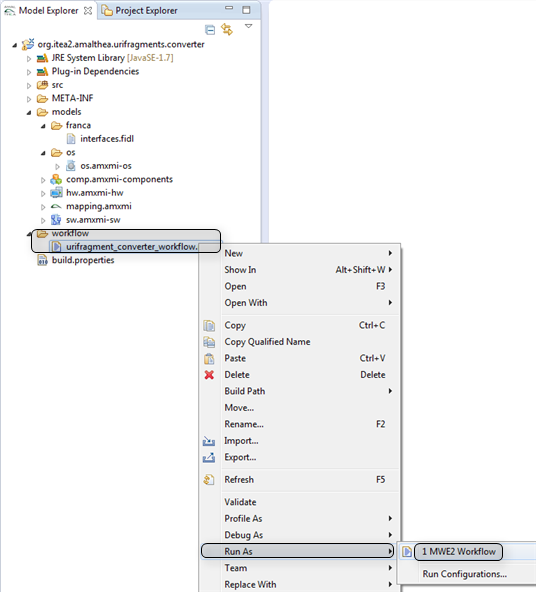 Model Explorer
Project Explorer
org.itea2.amalthea.urifragments.converter
JRE System Library [JavaSE-1.7]
Plug-in Dependencies
src
META-INF
models
franca
interfaces.fidl
os
os.amxmi-os
comp.amxmi-components
hw.amxmi-hw
mapping.amxmi
sw.amxmi-sw
workflow
urifragment_converter_workflow.
build.properties
New
Show In Alt+Shift+W
Open F3
Open With
Copy Ctrl+C
Copy Qualified Name
Paste Ctrl+V
Delete Delete
Build Path
Move...
Rename... F2
Import...
Export...
Refresh F5
Validate
Profile As
Debug As
Run As
1 MWE2 Workflow
Team
Run Configurations...
Replace With